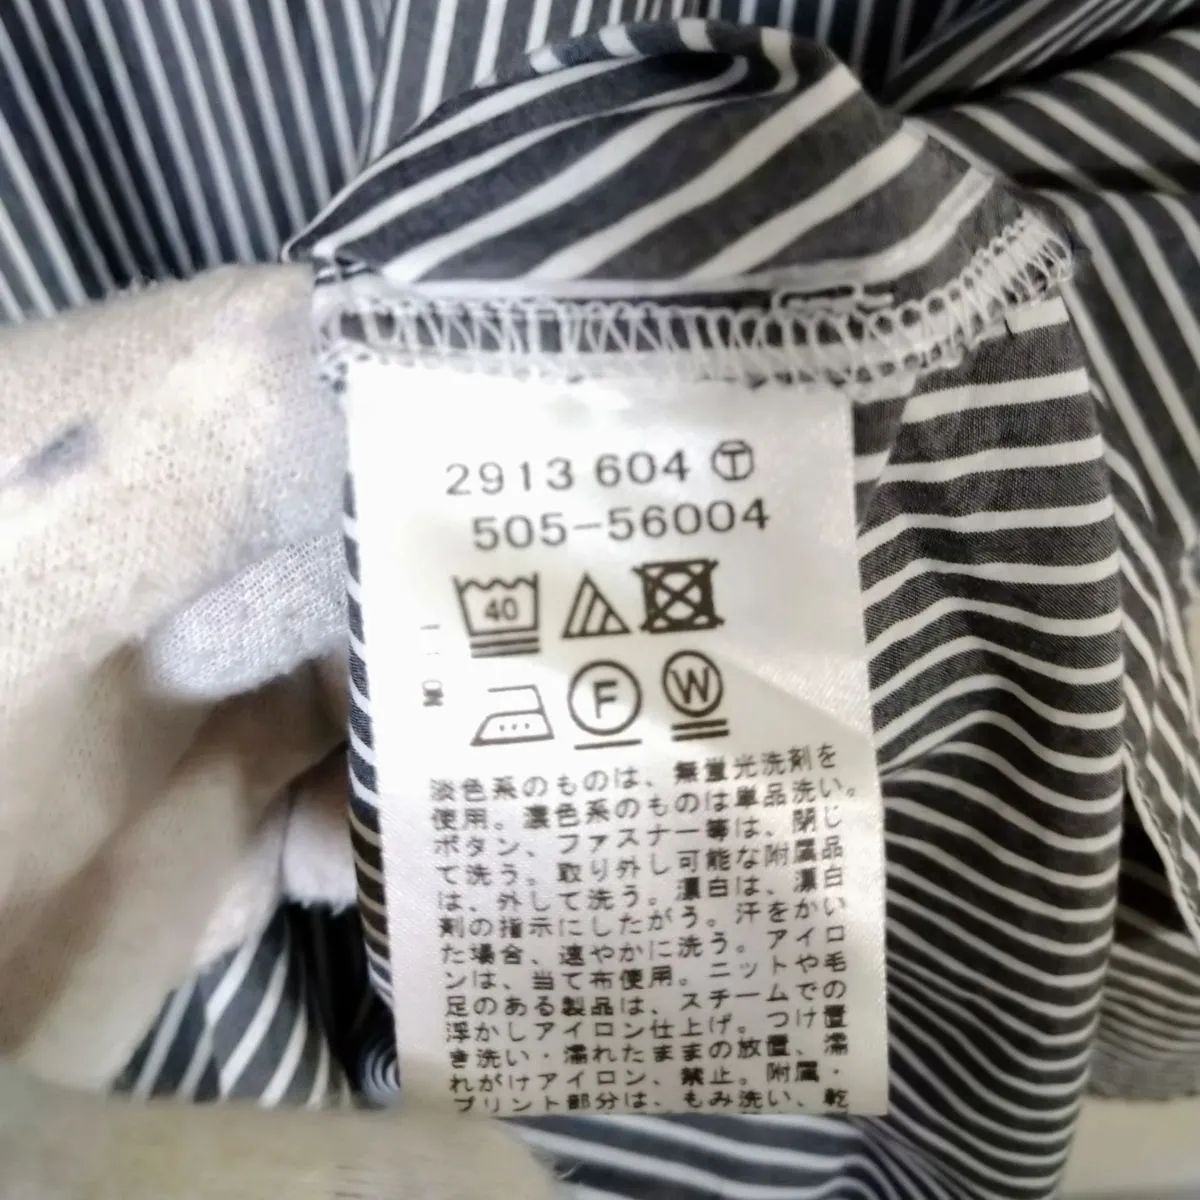 2913 604 Ⓣ
505-56004
40
F W
淡色系のものは、無蛍光洗剤を
使用。濃色系のものは単品洗い。
ボタン、ファスナー等は、閉じ
て洗う。取り外し可能な附属品
は、外して洗う。漂白は、漂白
剤の指示にしたがう。汗をかい
た場合、速やかに洗う。アイロ
ンは、当て布使用。ニットや毛
足のある製品は、スチームでの
浮かしアイロン仕上げ。つけ置
き洗い・濡れたままの放置、濡
れがけアイロン、禁止。附属・
プリント部分は、もみ洗い、乾